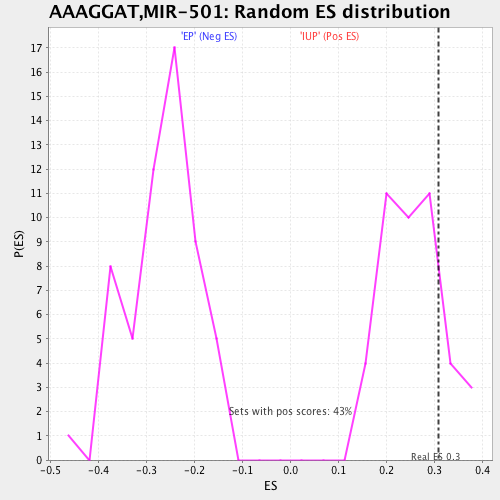 AAAGGAT,MIR-501: Random ES distribution
'EP' (Neg ES) 'IUP' (Pos ES)
17
16
15
14
13
12
11
10
9
8
7
6
5
4
3
2
1
0
P(ES)
Sets with pos scores: 43%
Real ES 0.3
-0.5 -0.4 -0.3 -0.2 -0.1 0.0 0.1 0.2 0.3 0.4
ES